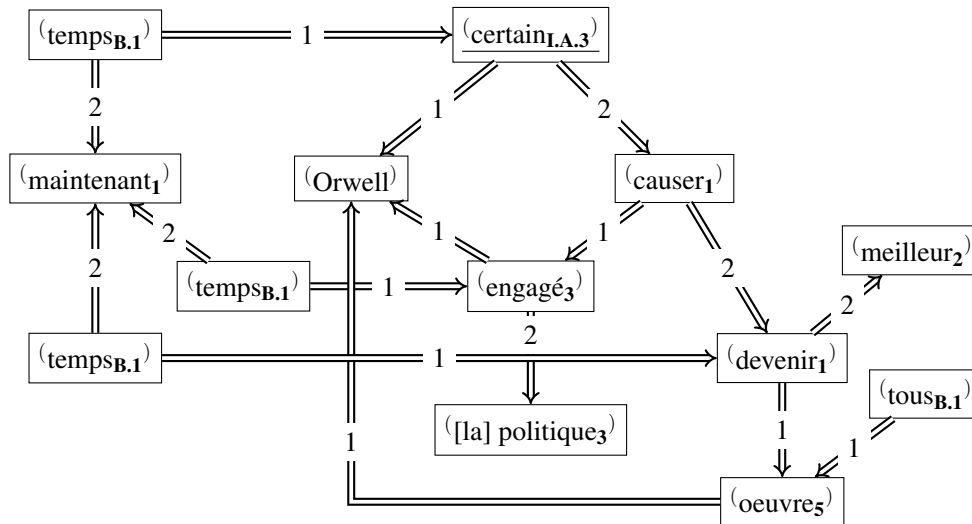 (temps B.1) 1 (certain I.A.3)
2 1 2
(maintenant 1) (Orwell) (causer 1)
2 1 1
(meilleur 2)
2 2 2
(temps B.1) 1 (engagé 3)
2
(temps B.1) 1 (devenir 1)
(tous B.1)
([la] politique 3) 1
1 1
(oeuvre 5)